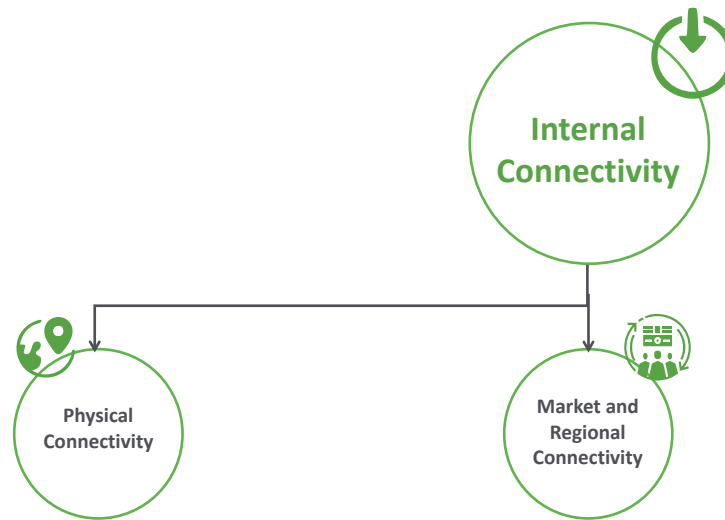 Internal
Connectivity
Physical
Connectivity
Market and
Regional
Connectivity